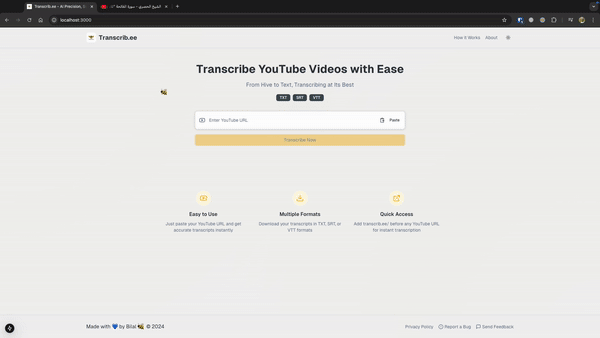 Transcrib.ee - AI Precision, S
localhost:3000
Transcrib.ee
How it Works
About
Transcribe YouTube Videos with Ease
From Hive to Text, Transcribing at Its Best
TXT
SRT
VTT
Enter YouTube URL
Paste
Transcribe Now
Easy to Use
Just paste your YouTube URL and get
accurate transcripts instantly
Multiple Formats
Download your transcripts in TXT, SRT, or
VTT formats
Quick Access
Add transcrib.ee/ before any YouTube URL
for instant transcription
Made with 💙 by Bilal 🐝 © 2024
Privacy Policy
Report a Bug
Send Feedback